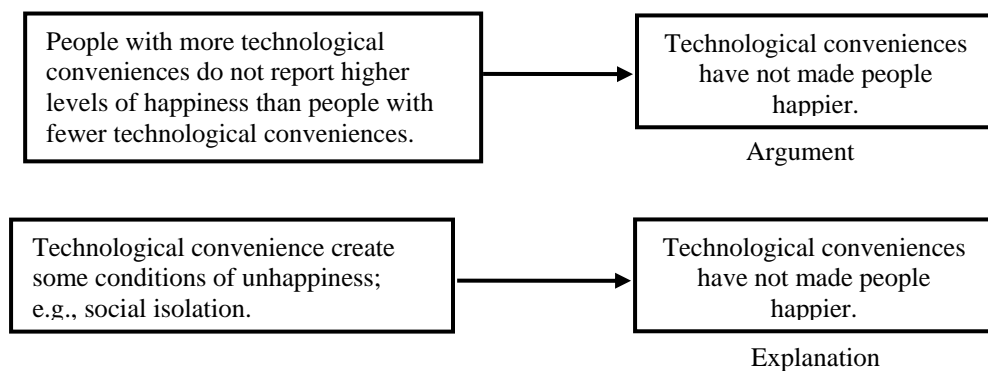 People with more technological
conveniences do not report higher
levels of happiness than people with
fewer technological conveniences.
Technological conveniences
have not made people
happier.
Argument
Technological convenience create
some conditions of unhappiness;
e.g., social isolation.
Technological conveniences
have not made people
happier.
Explanation